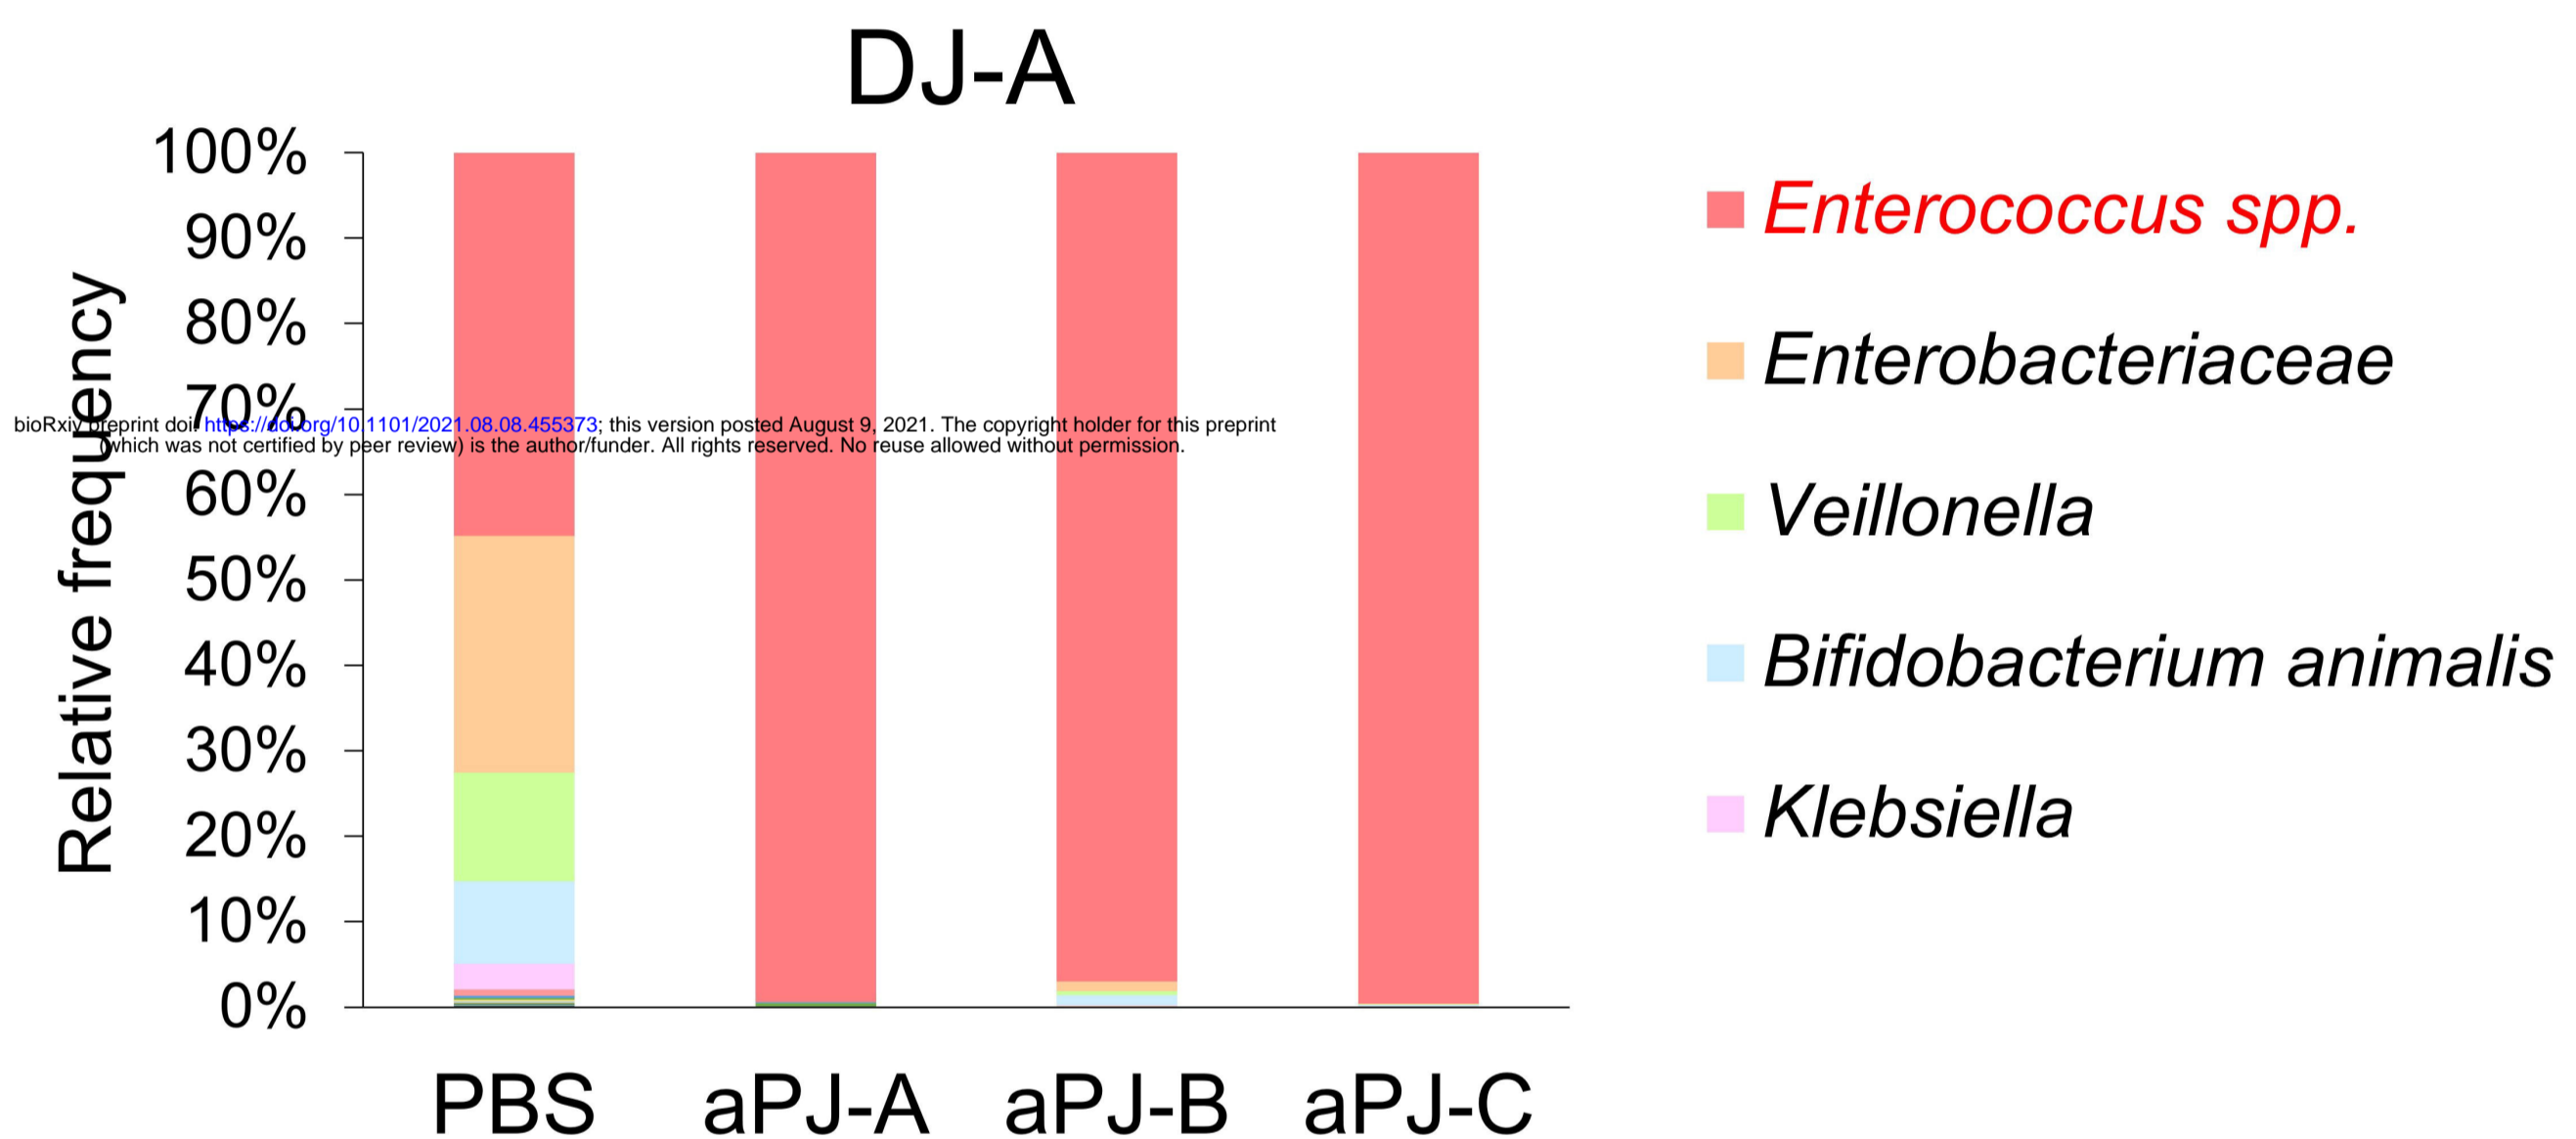 DJ-A
100%
90%
80%
70%
60%
50%
40%
30%
20%
10%
0%
Relative frequency
bioRxiv preprint doi: https://doi.org/10.1101/2021.08.08.455373; this version posted August 9, 2021. The copyright holder for this preprint
(which was not certified by peer review) is the author/funder. All rights reserved. No reuse allowed without permission.
PBS aPJ-A aPJ-B aPJ-C
Enterococcus spp.
Enterobacteriaceae
Veillonella
Bifidobacterium animalis
Klebsiella